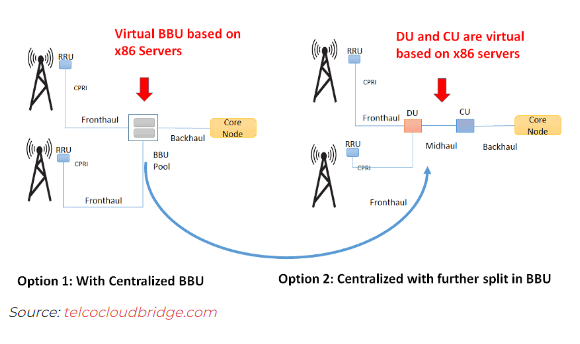 Virtual BBU based on
x86 Servers
RRU
CPRI
Fronthaul
Core
Node
Backhaul
RRU
CPRI
BBU
Pool
Fronthaul
Option 1: With Centralized BBU
DU and CU are virtual
based on x86 servers
RRU
CPRI
Fronthaul
DU
CU
Core
Node
Midhaul
Backhaul
RRU
CPRI
Fronthaul
Option 2: Centralized with further split in BBU
Source: telcocloudbridge.com